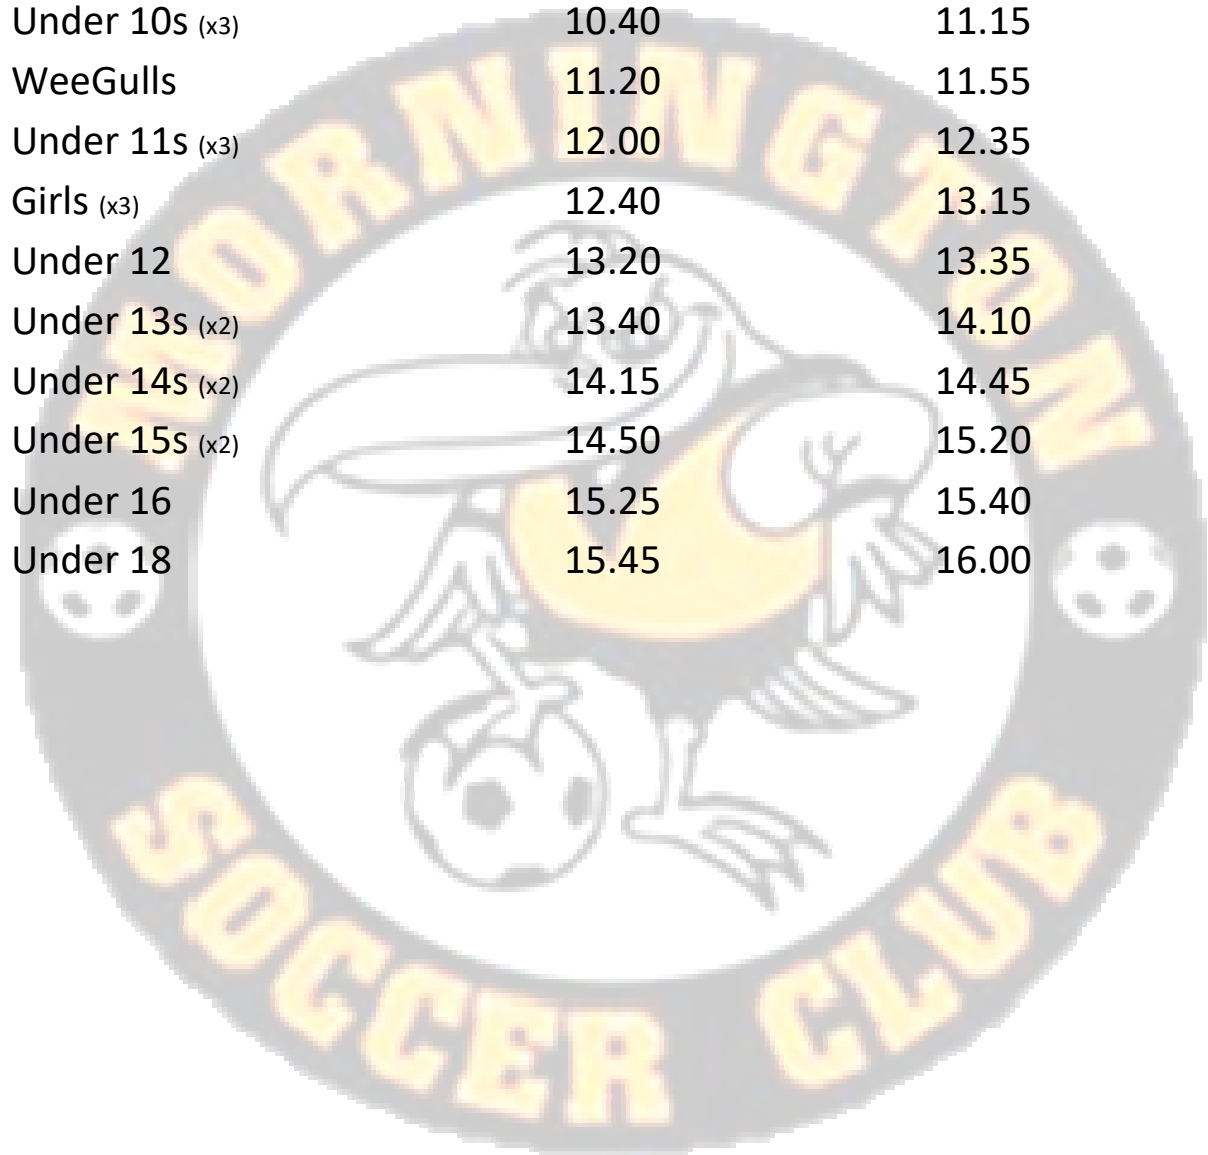 Under 10s (x3) 10.40 11.15
WeeGulls 11.20 11.55
Under 11s (x3) 12.00 12.35
Girls (x3) 12.40 13.15
Under 12 13.20 13.35
Under 13s (x2) 13.40 14.10
Under 14s (x2) 14.15 14.45
Under 15s (x2) 14.50 15.20
Under 16 15.25 15.40
Under 18 15.45 16.00
MORNINGTON
SOCCER CLUB